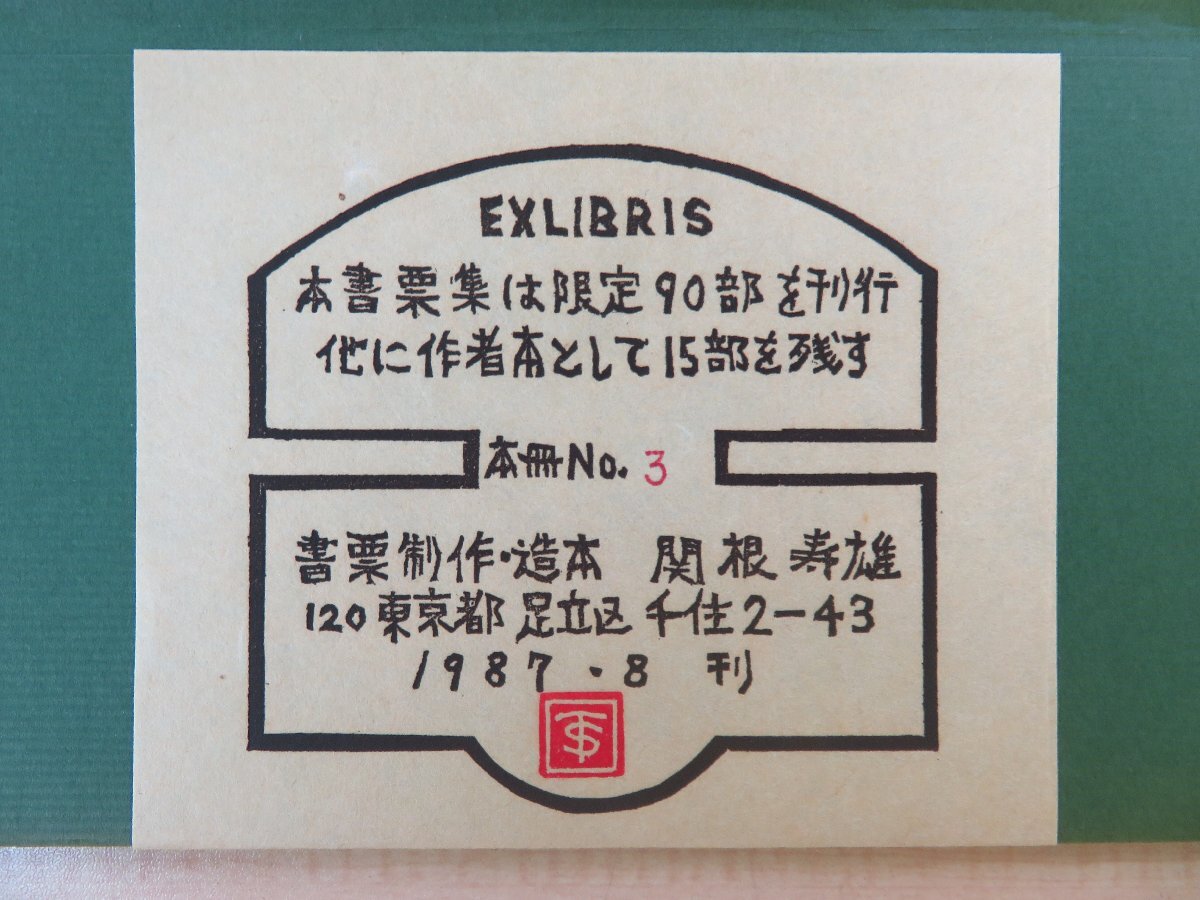 EXLIBRIS
本書票集は限定90部を刊行
他に作者本として15部を残す
本冊No. 3
書票制作・造本 関根寿雄
120東京都足立区千住2-43
1987.8 刊
TS